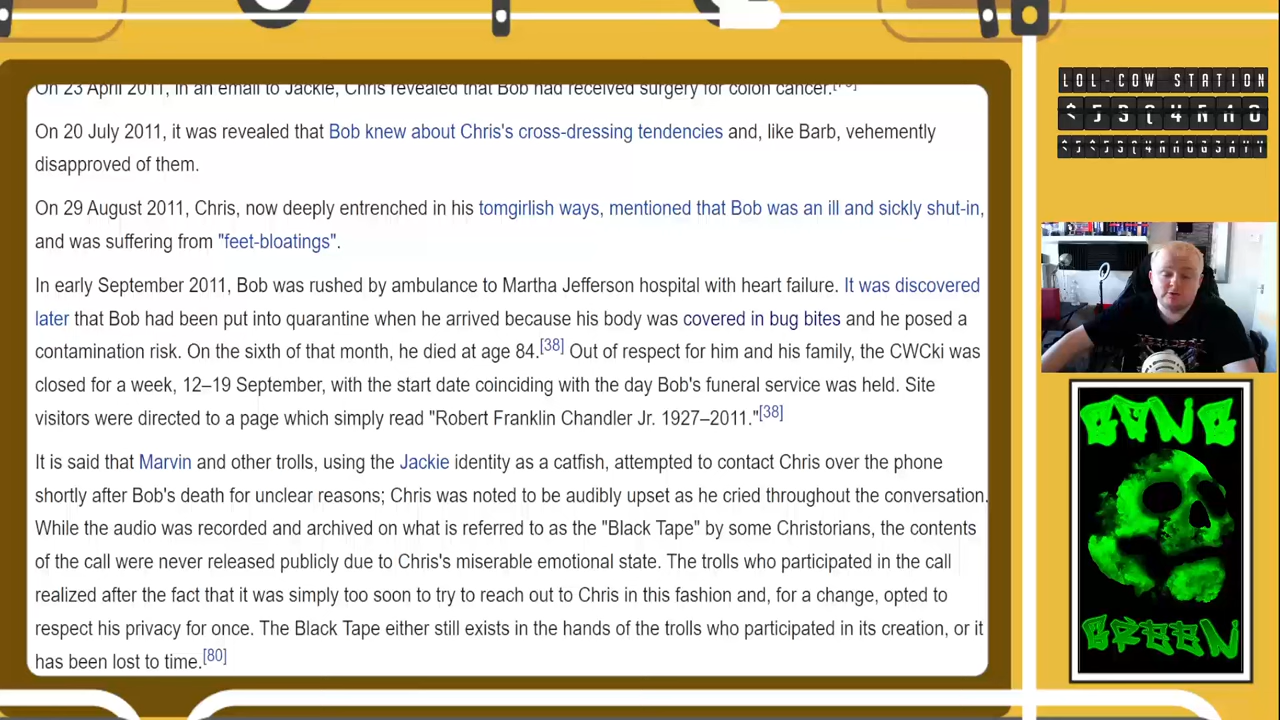 On 23 April 2011, in an email to Jackie, Chris revealed that Bob had received surgery for colon cancer.
On 20 July 2011, it was revealed that Bob knew about Chris's cross-dressing tendencies and, like Barb, vehemently
disapproved of them.
On 29 August 2011, Chris, now deeply entrenched in his tomgirlish ways, mentioned that Bob was an ill and sickly shut-in,
and was suffering from "feet-bloatings".
In early September 2011, Bob was rushed by ambulance to Martha Jefferson hospital with heart failure. It was discovered
later that Bob had been put into quarantine when he arrived because his body was covered in bug bites and he posed a
contamination risk. On the sixth of that month, he died at age 84.[38] Out of respect for him and his family, the CWCki was
closed for a week, 12–19 September, with the start date coinciding with the day Bob's funeral service was held. Site
visitors were directed to a page which simply read "Robert Franklin Chandler Jr. 1927–2011."[38]
It is said that Marvin and other trolls, using the Jackie identity as a catfish, attempted to contact Chris over the phone
shortly after Bob's death for unclear reasons; Chris was noted to be audibly upset as he cried throughout the conversation.
While the audio was recorded and archived on what is referred to as the "Black Tape" by some Christorians, the contents
of the call were never released publicly due to Chris's miserable emotional state. The trolls who participated in the call
realized after the fact that it was simply too soon to try to reach out to Chris in this fashion and, for a change, opted to
respect his privacy for once. The Black Tape either still exists in the hands of the trolls who participated in its creation, or it
has been lost to time.[80]
LOL-COW STATION
GONE
GREEN